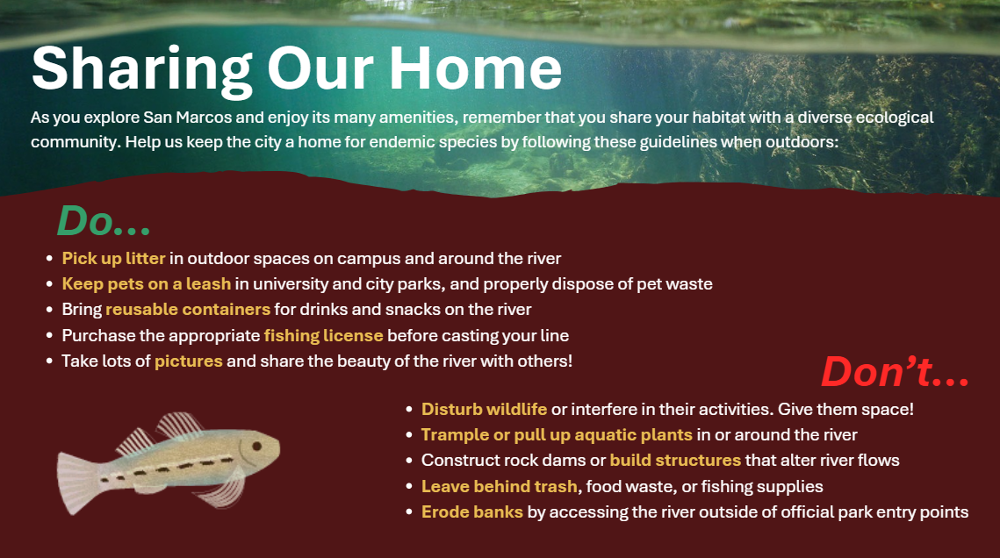 Sharing Our Home
As you explore San Marcos and enjoy its many amenities, remember that you share your habitat with a diverse ecological
community. Help us keep the city a home for endemic species by following these guidelines when outdoors:
Do...
• Pick up litter in outdoor spaces on campus and around the river
• Keep pets on a leash in university and city parks, and properly dispose of pet waste
• Bring reusable containers for drinks and snacks on the river
• Purchase the appropriate fishing license before casting your line
• Take lots of pictures and share the beauty of the river with others!
Don't...
• Disturb wildlife or interfere in their activities. Give them space!
• Trample or pull up aquatic plants in or around the river
• Construct rock dams or build structures that alter river flows
• Leave behind trash, food waste, or fishing supplies
• Erode banks by accessing the river outside of official park entry points